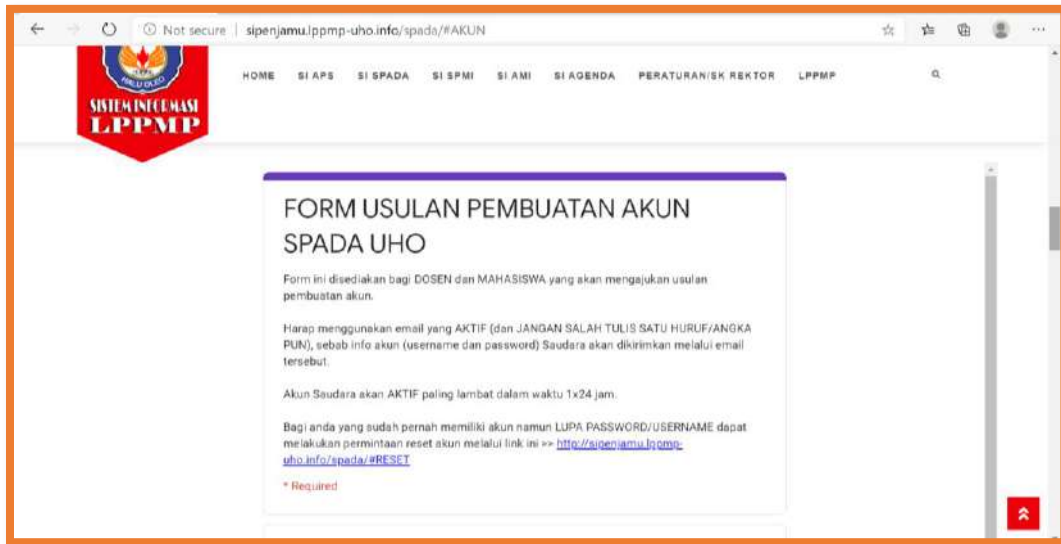 Not secure | sipenjamu.lppmp-uho.info/spada/#AKUN
HALU OLEO
SISTEM INFORMASI
LPPMP
HOME SI APS SI SPADA SI SPMI SI AMI SI AGENDA PERATURAN/SK REKTOR LPPMP
FORM USULAN PEMBUATAN AKUN
SPADA UHO
Form ini disediakan bagi DOSEN dan MAHASISWA yang akan mengajukan usulan
pembuatan akun.
Harap menggunakan email yang AKTIF (dan JANGAN SALAH TULIS SATU HURUF/ANGKA
PUN), sebab info akun (username dan password) Saudara akan dikirimkan melalui email
tersebut.
Akun Saudara akan AKTIF paling lambat dalam waktu 1x24 jam.
Bagi anda yang sudah pernah memiliki akun namun LUPA PASSWORD/USERNAME dapat
melakukan permintaan reset akun melalui link ini >> http://sipenjamu.lppmp-
uho.info/spada/#RESET
* Required